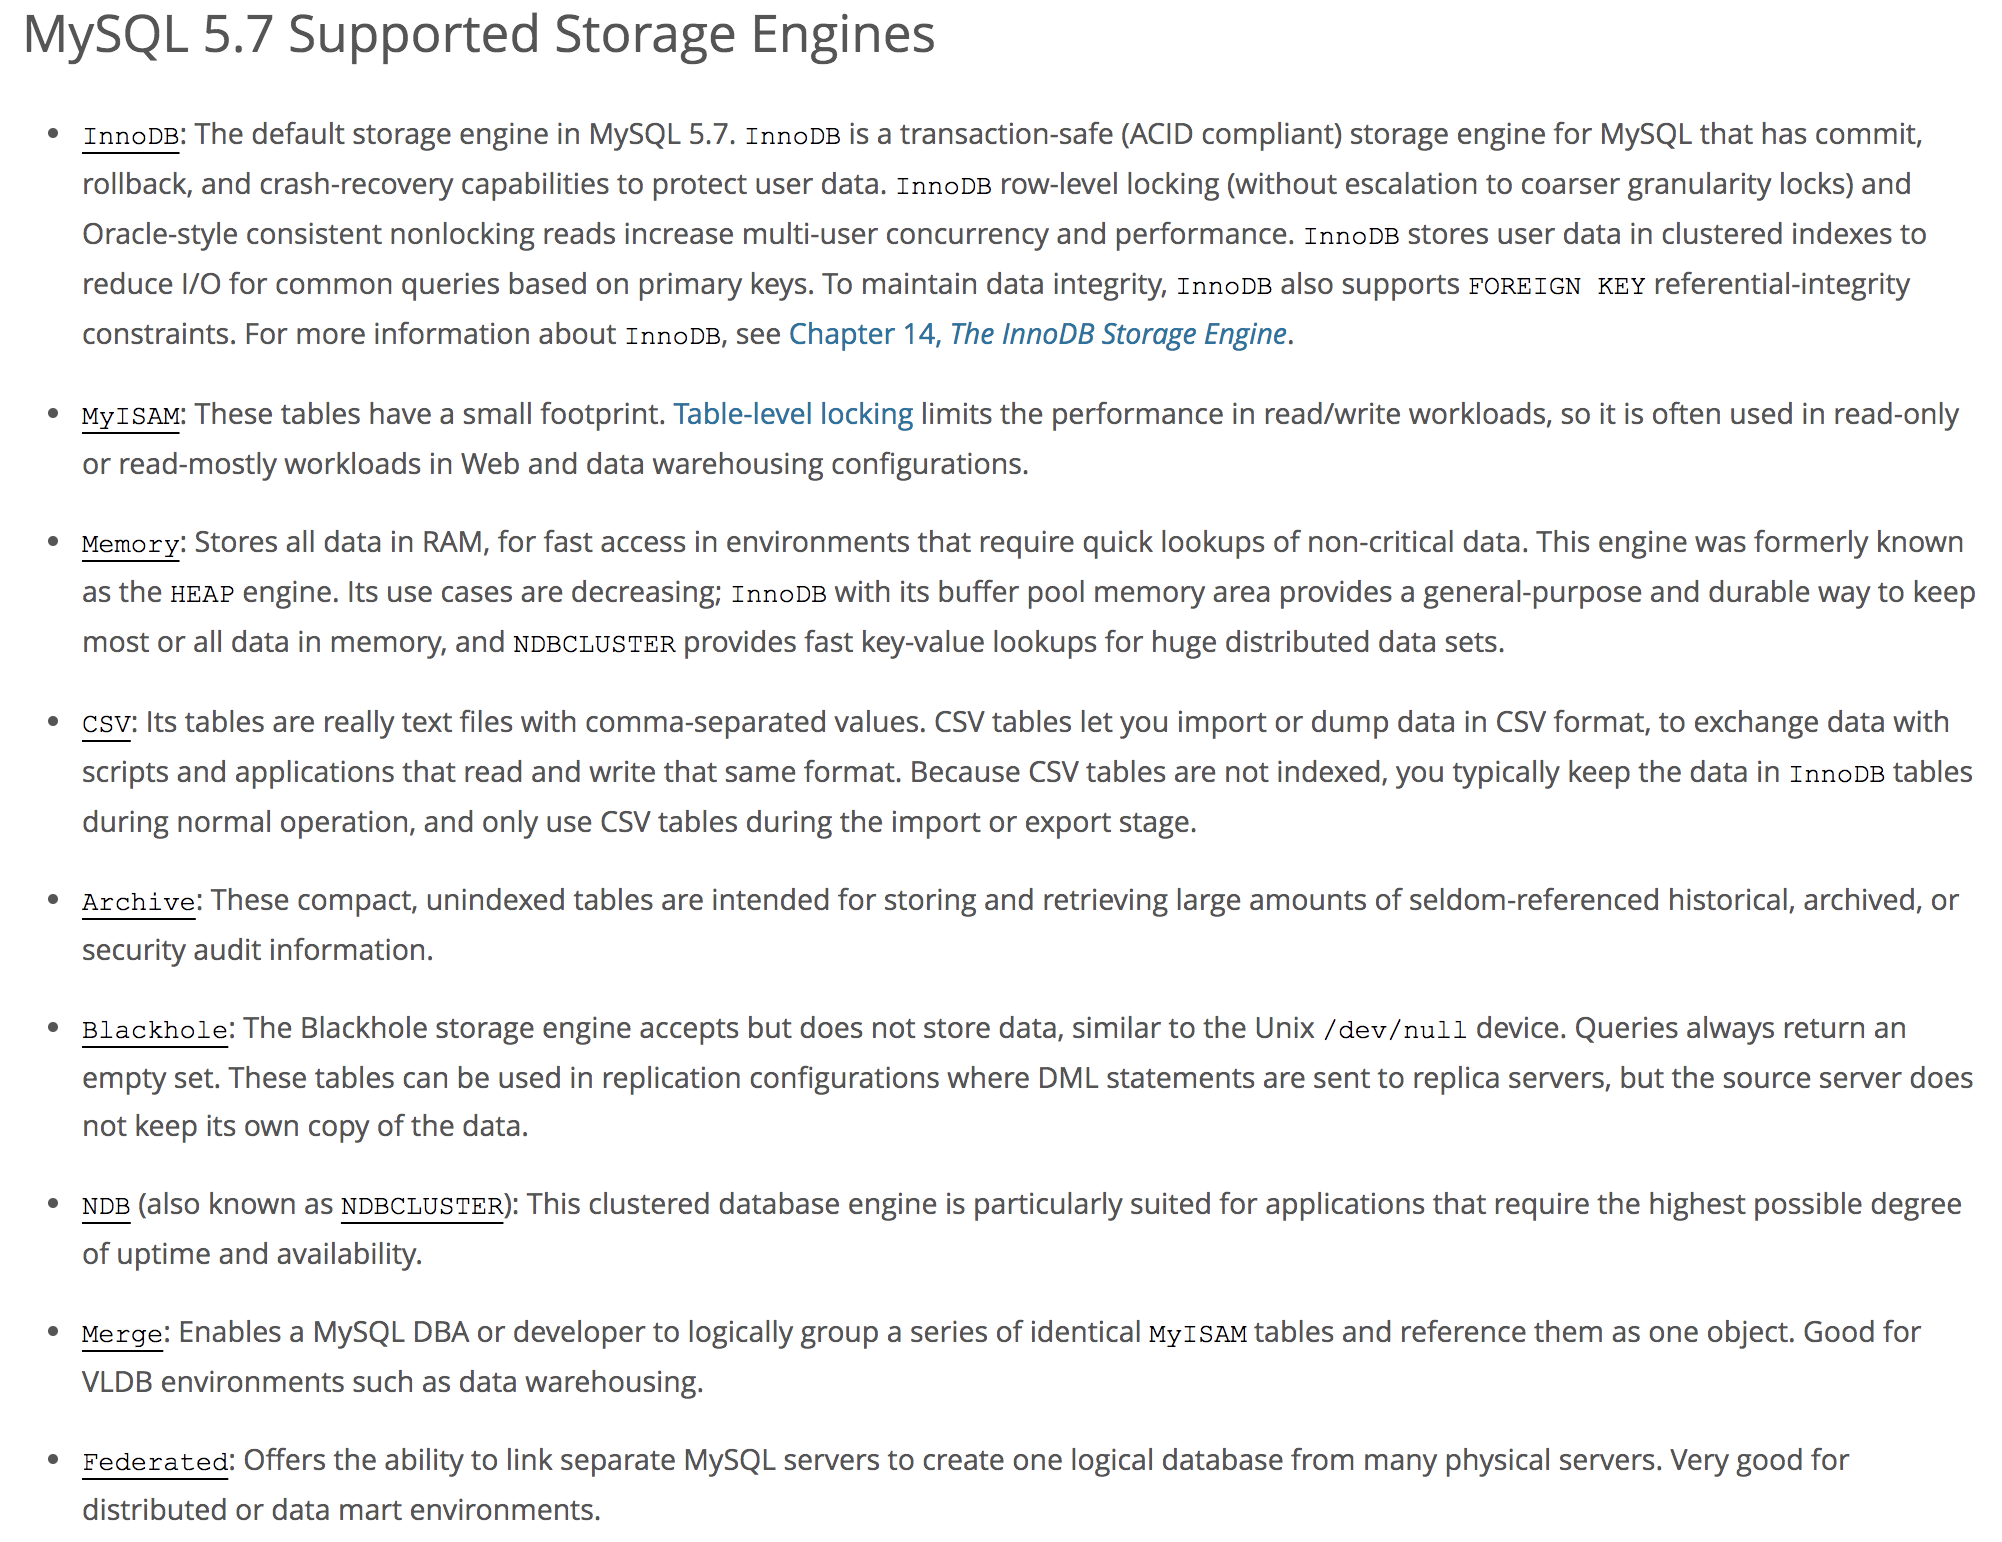 MySQL 5.7 Supported Storage Engines
• InnoDB: The default storage engine in MySQL 5.7. InnoDB is a transaction-safe (ACID compliant) storage engine for MySQL that has commit,
rollback, and crash-recovery capabilities to protect user data. InnoDB row-level locking (without escalation to coarser granularity locks) and
Oracle-style consistent nonlocking reads increase multi-user concurrency and performance. InnoDB stores user data in clustered indexes to
reduce I/O for common queries based on primary keys. To maintain data integrity, InnoDB also supports FOREIGN KEY referential-integrity
constraints. For more information about InnoDB, see Chapter 14, The InnoDB Storage Engine.
• MyISAM: These tables have a small footprint. Table-level locking limits the performance in read/write workloads, so it is often used in read-only
or read-mostly workloads in Web and data warehousing configurations.
• Memory: Stores all data in RAM, for fast access in environments that require quick lookups of non-critical data. This engine was formerly known
as the HEAP engine. Its use cases are decreasing; InnoDB with its buffer pool memory area provides a general-purpose and durable way to keep
most or all data in memory, and NDBCLUSTER provides fast key-value lookups for huge distributed data sets.
• CSV: Its tables are really text files with comma-separated values. CSV tables let you import or dump data in CSV format, to exchange data with
scripts and applications that read and write that same format. Because CSV tables are not indexed, you typically keep the data in InnoDB tables
during normal operation, and only use CSV tables during the import or export stage.
• Archive: These compact, unindexed tables are intended for storing and retrieving large amounts of seldom-referenced historical, archived, or
security audit information.
• Blackhole: The Blackhole storage engine accepts but does not store data, similar to the Unix /dev/null device. Queries always return an
empty set. These tables can be used in replication configurations where DML statements are sent to replica servers, but the source server does
not keep its own copy of the data.
• NDB (also known as NDBCLUSTER): This clustered database engine is particularly suited for applications that require the highest possible degree
of uptime and availability.
• Merge: Enables a MySQL DBA or developer to logically group a series of identical MyISAM tables and reference them as one object. Good for
VLDB environments such as data warehousing.
• Federated: Offers the ability to link separate MySQL servers to create one logical database from many physical servers. Very good for
distributed or data mart environments.